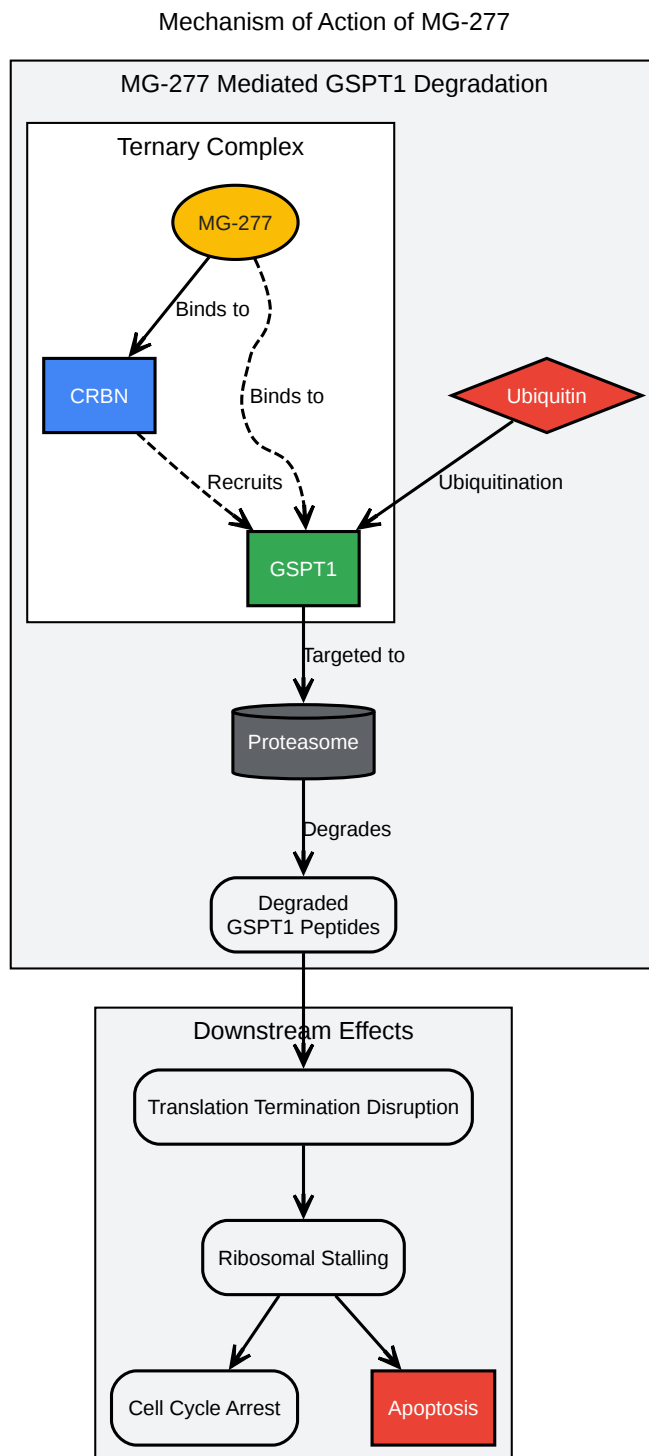 Mechanism of Action of MG-277
MG-277 Mediated GSPT1 Degradation
Ternary Complex
MG-277
Binds to
CRBN
Ubiquitin
Binds to
Recruits
Ubiquitination
GSPT1
Targeted to
Proteasome
Degrades
Degraded
GSPT1 Peptides
Downstream Effects
Translation Termination Disruption
Ribosomal Stalling
Cell Cycle Arrest
Apoptosis